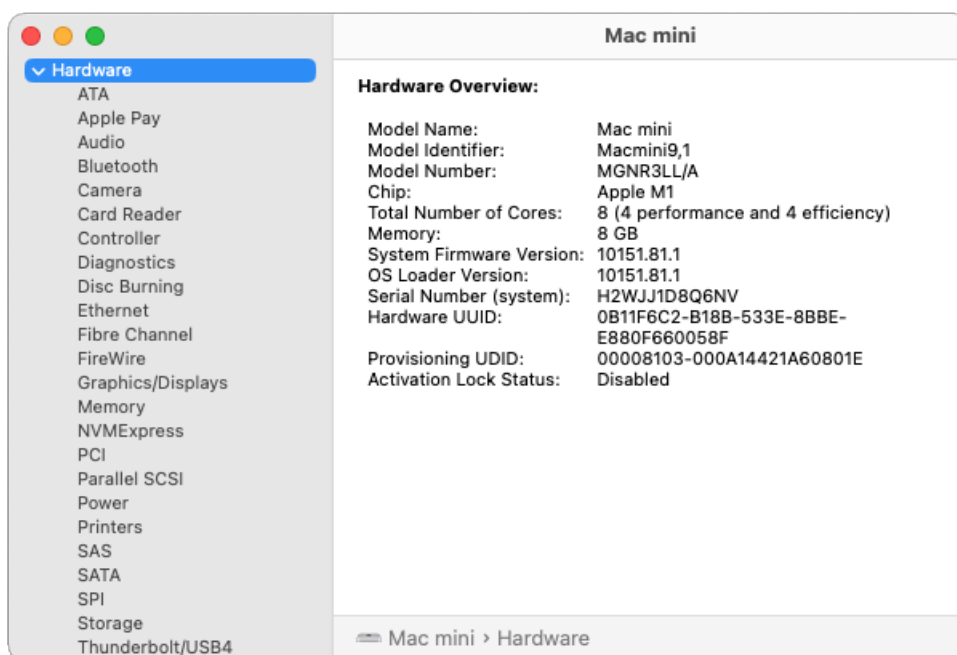 Mac mini
Hardware
ATA
Apple Pay
Audio
Bluetooth
Camera
Card Reader
Controller
Diagnostics
Disc Burning
Ethernet
Fibre Channel
FireWire
Graphics/Displays
Memory
NVMExpress
PCI
Parallel SCSI
Power
Printers
SAS
SATA
SPI
Storage
Thunderbolt/USB4
Hardware Overview:
Model Name: Mac mini
Model Identifier: Macmini9,1
Model Number: MGNR3LL/A
Chip: Apple M1
Total Number of Cores: 8 (4 performance and 4 efficiency)
Memory: 8 GB
System Firmware Version: 10151.81.1
OS Loader Version: 10151.81.1
Serial Number (system): H2WJJ1D8Q6NV
Hardware UUID: 0B11F6C2-B18B-533E-8BBE-
E880F660058F
Provisioning UDID: 00008103-000A14421A60801E
Activation Lock Status: Disabled
Mac mini › Hardware